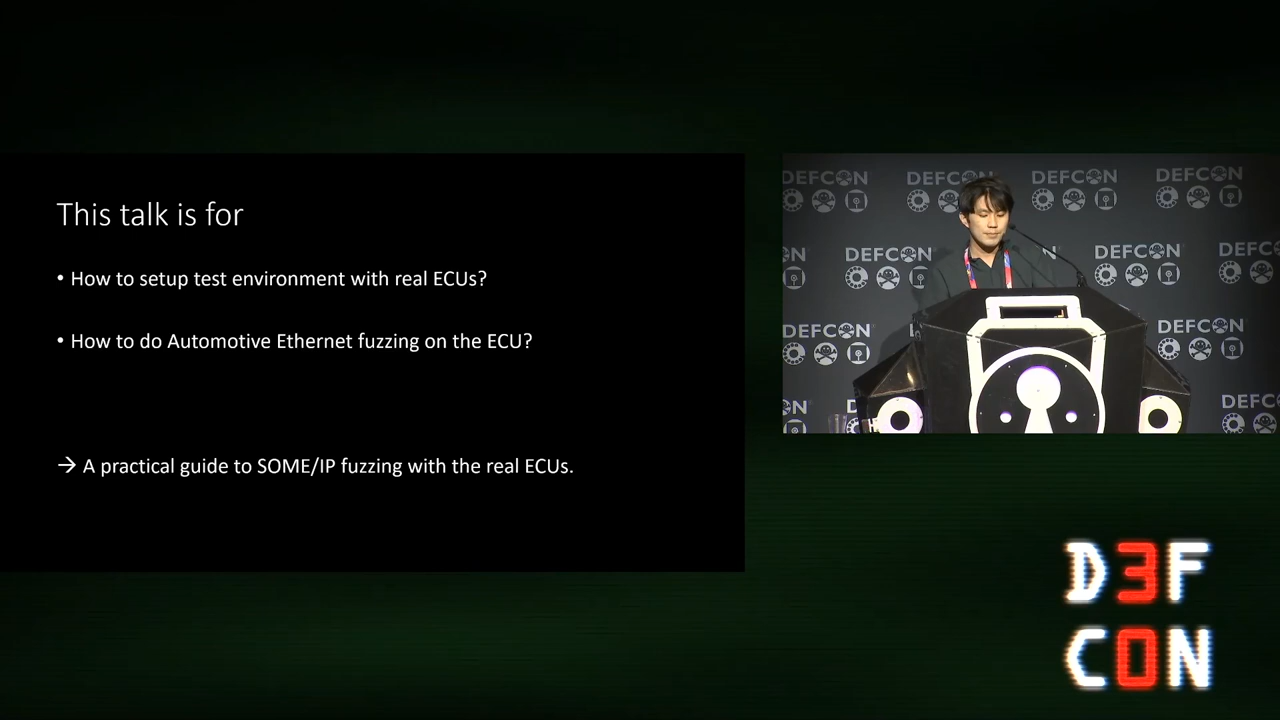 This talk is for
• How to setup test environment with real ECUs?
• How to do Automotive Ethernet fuzzing on the ECU?
→ A practical guide to SOME/IP fuzzing with the real ECUs.
DEFCON DEFCON DEFCON DEFCON
DEFCON DEFCON DEFCON
DEFCON DEFCON
DEFC
D3F
CON